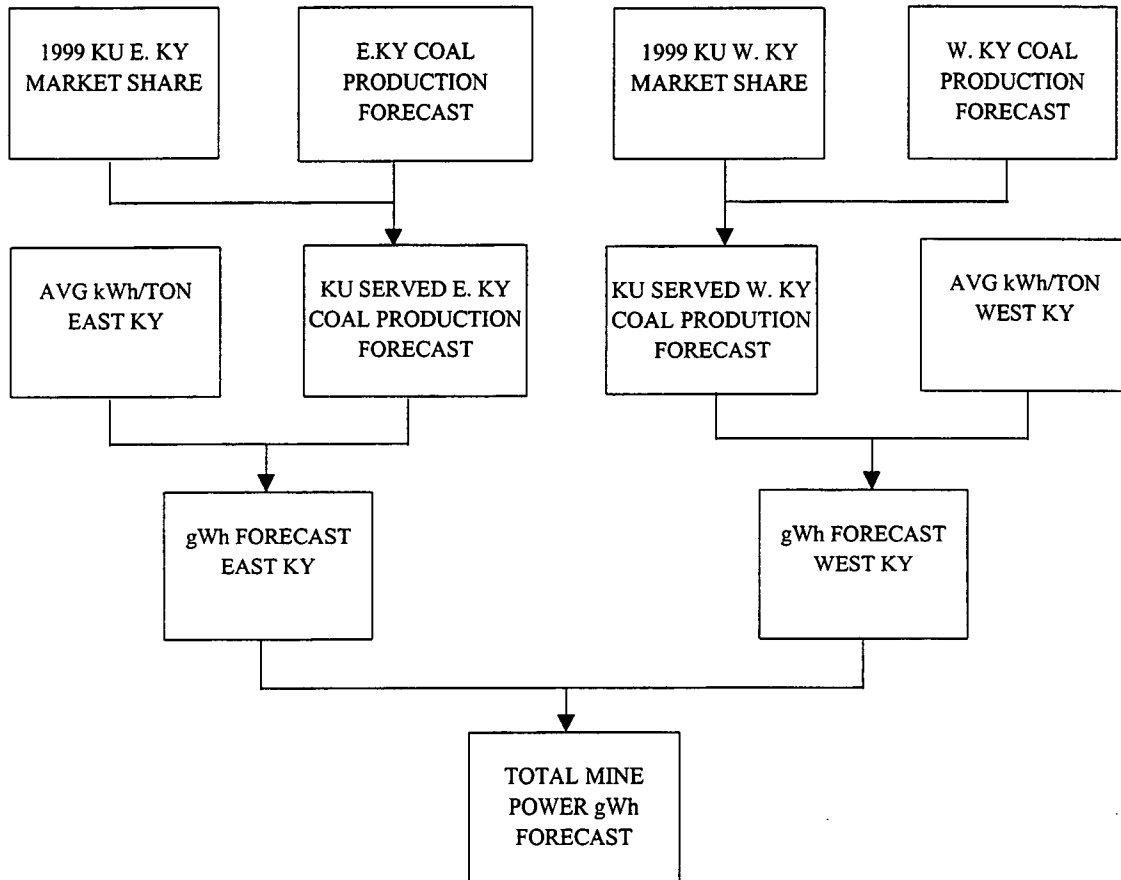 1999 KU E. KY
MARKET SHARE
E.KY COAL
PRODUCTION
FORECAST
1999 KU W. KY
MARKET SHARE
W. KY COAL
PRODUCTION
FORECAST
AVG kWh/TON
EAST KY
KU SERVED E. KY
COAL PRODUCTION
FORECAST
KU SERVED W. KY
COAL PRODUTION
FORECAST
AVG kWh/TON
WEST KY
gWh FORECAST
EAST KY
gWh FORECAST
WEST KY
TOTAL MINE
POWER gWh
FORECAST